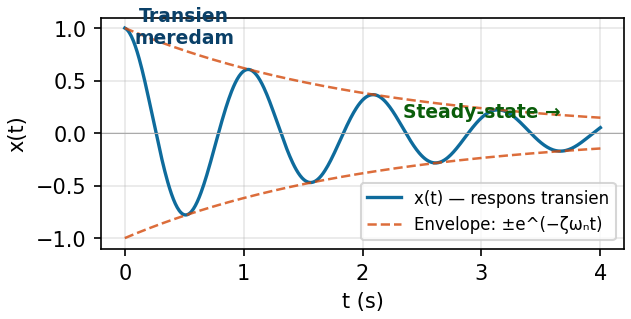 Transien
meredam
1.0
0.5
0.0
−0.5
−1.0
x(t)
Steady-state →
x(t) — respons transien
Envelope: ±e^(−ζωₙt)
0
1
2
3
4
t (s)